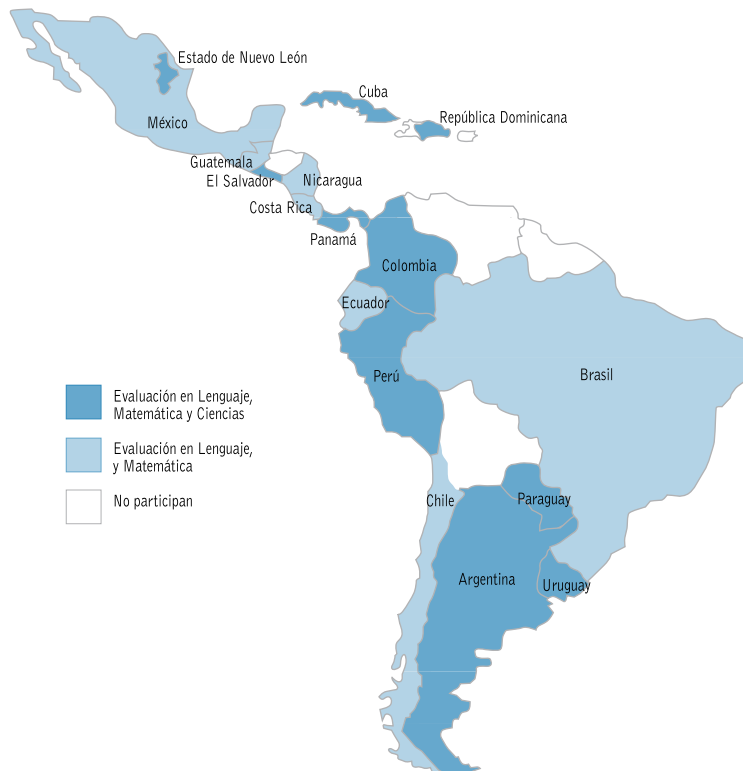 Estado de Nuevo León
Cuba
República Dominicana
México
Guatemala
El Salvador
Nicaragua
Costa Rica
Panamá
Colombia
Ecuador
Perú
Brasil
Evaluación en Lenguaje,
Matemática y Ciencias
Evaluación en Lenguaje,
y Matemática
No participan
Chile
Paraguay
Argentina
Uruguay